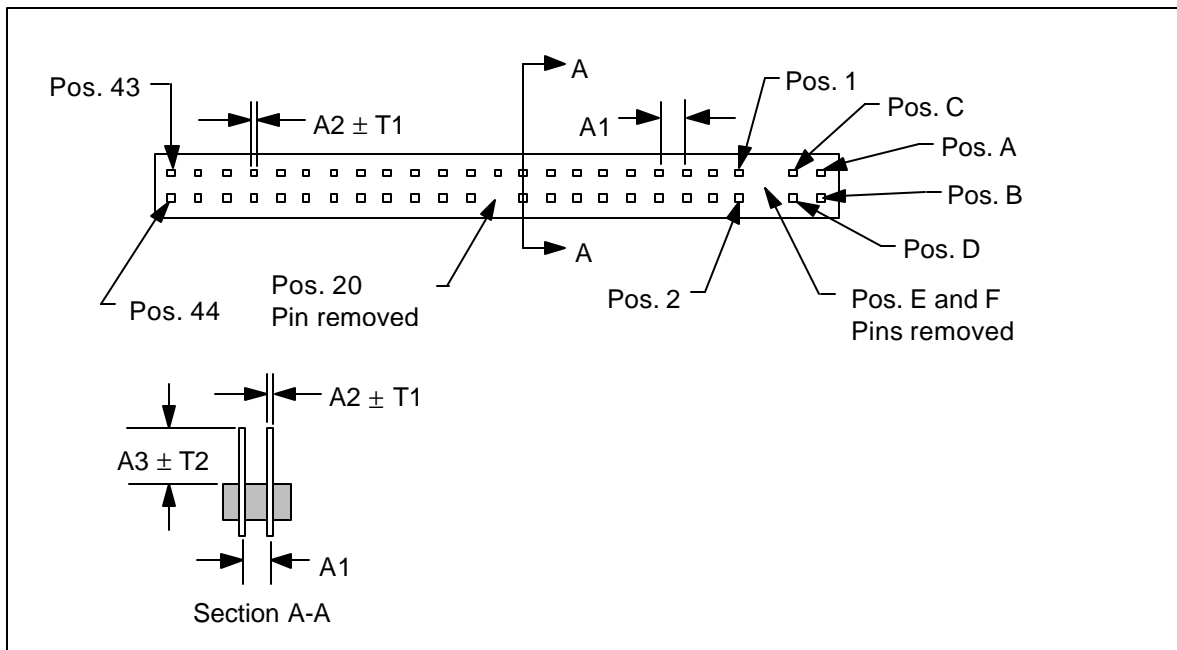 A
Pos. 43
Pos. 1
Pos. C
A2 ± T1
A1
Pos. A
Pos. B
A
Pos. D
Pos. 44
Pos. 20
Pin removed
Pos. 2
Pos. E and F
Pins removed
A2 ± T1
A3 ± T2
A1
Section A-A